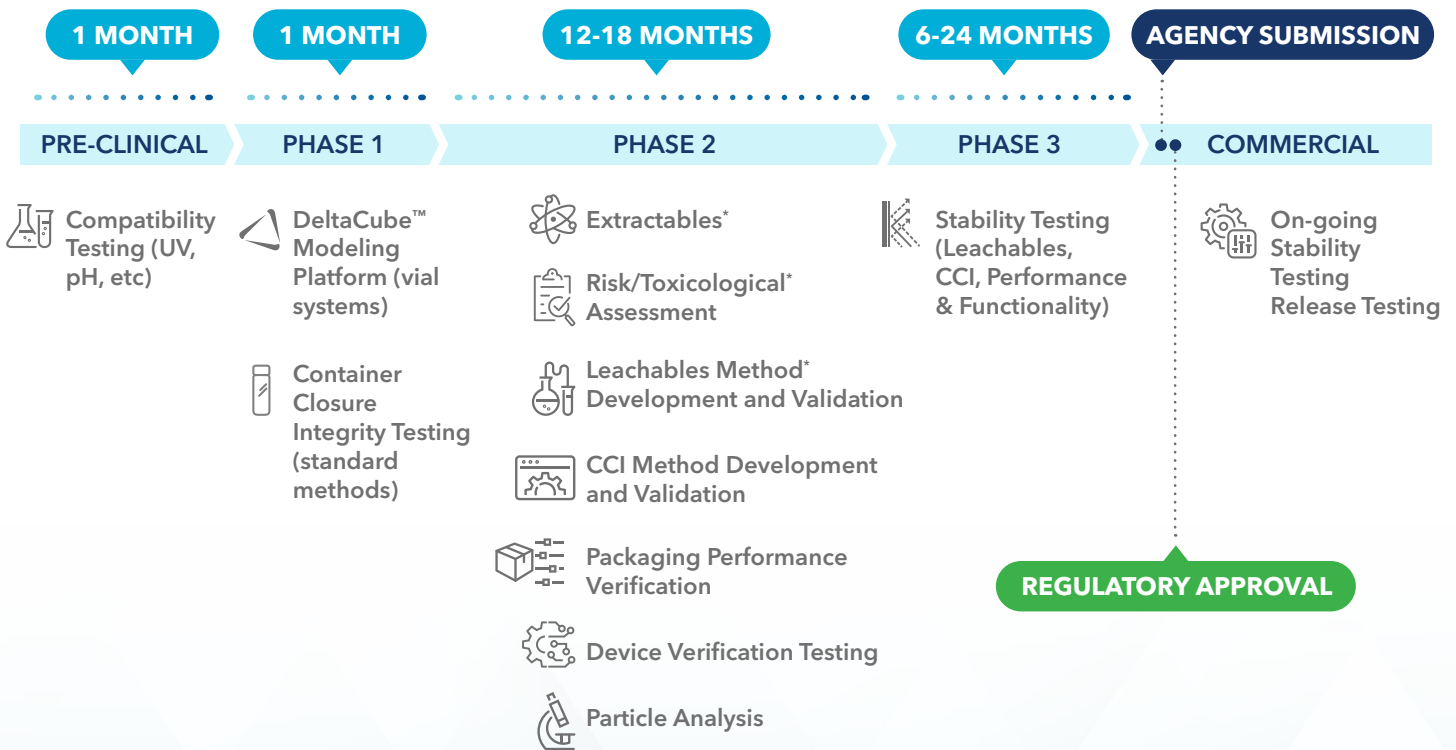 1 MONTH
1 MONTH
12-18 MONTHS
6-24 MONTHS
AGENCY SUBMISSION
PRE-CLINICAL
PHASE 1
PHASE 2
PHASE 3
COMMERCIAL
Compatibility
Testing (UV,
pH, etc)
DeltaCube™
Modeling
Platform (vial
systems)
Container
Closure
Integrity Testing
(standard
methods)
Extractables*
Risk/Toxicological*
Assessment
Leachables Method*
Development and Validation
CCI Method Development
and Validation
Packaging Performance
Verification
Device Verification Testing
Particle Analysis
Stability Testing
(Leachables,
CCI, Performance
& Functionality)
On-going
Stability
Testing
Release Testing
REGULATORY APPROVAL